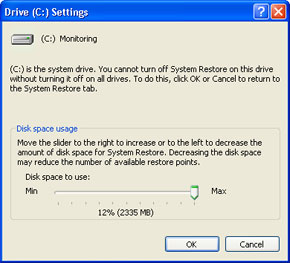 Drive (C:) Settings
(C:) Monitoring
(C:) is the system drive. You cannot turn off System Restore on this drive
without turning it off on all drives. To do this, click OK or Cancel to return
to the System Restore tab.
Disk space usage
Move the slider to the right to increase or to the left to decrease the
amount of disk space for System Restore. Decreasing the disk space
may reduce the number of available restore points.
Disk space to use:
Min Max
12% (2335 MB)
OK Cancel